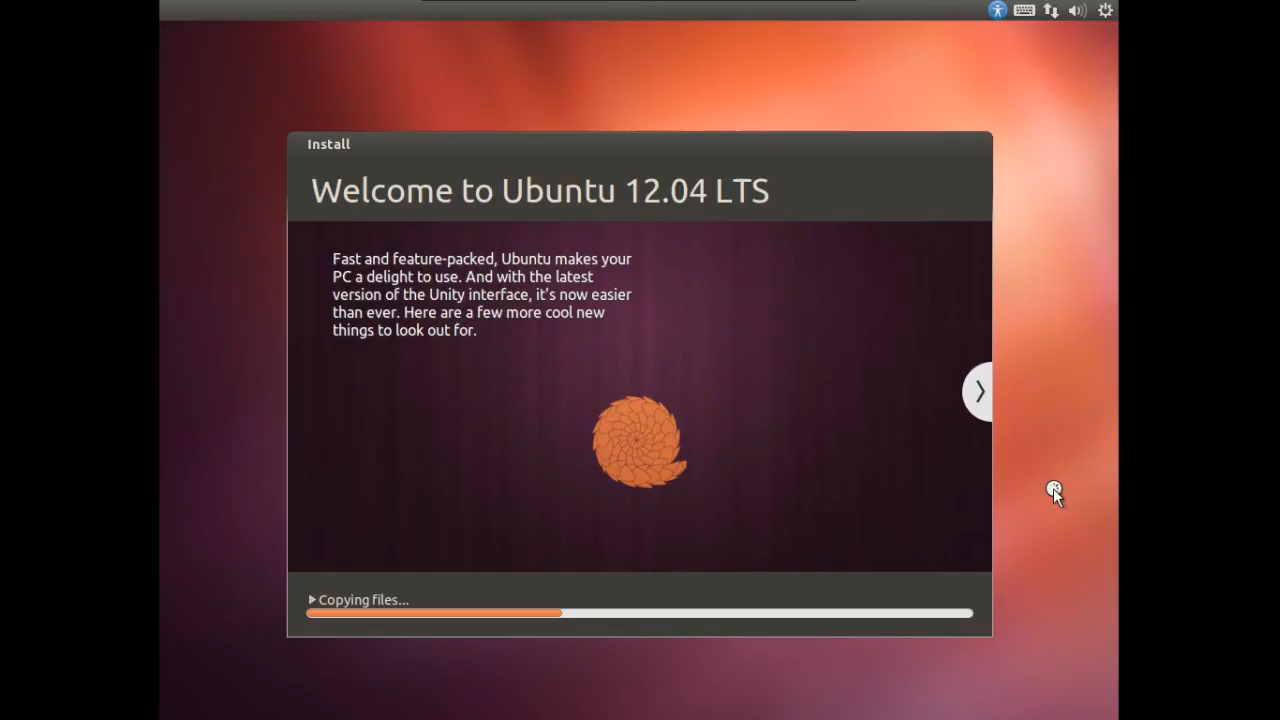 Install
Welcome to Ubuntu 12.04 LTS
Fast and feature-packed, Ubuntu makes your
PC a delight to use. And with the latest
version of the Unity interface, it's now easier
than ever. Here are a few more cool new
things to look out for.
Copying files...